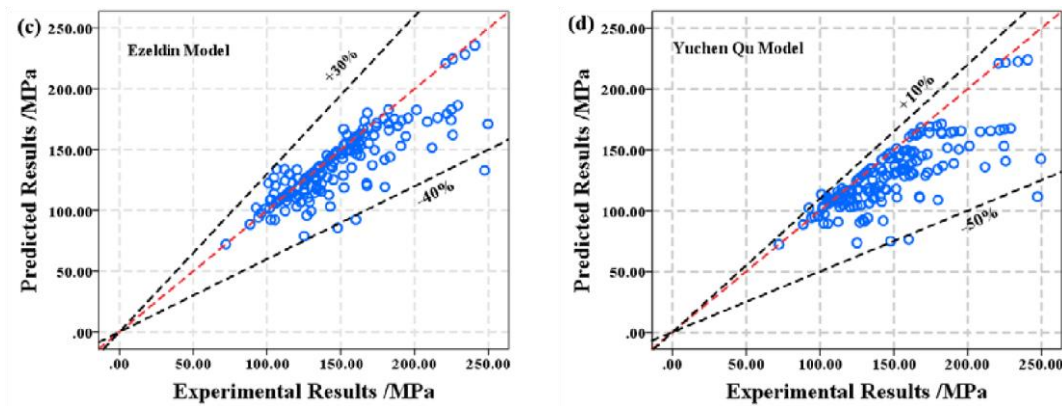 (c)
Ezeldin Model
+30%
-40%
250.00
200.00
150.00
100.00
50.00
.00
Predicted Results /MPa
.00 50.00 100.00 150.00 200.00 250.00
Experimental Results /MPa
(d)
Yuchen Qu Model
+10%
-50%
250.00
200.00
150.00
100.00
50.00
.00
Predicted Results /MPa
.00 50.00 100.00 150.00 200.00 250.00
Experimental Results /MPa